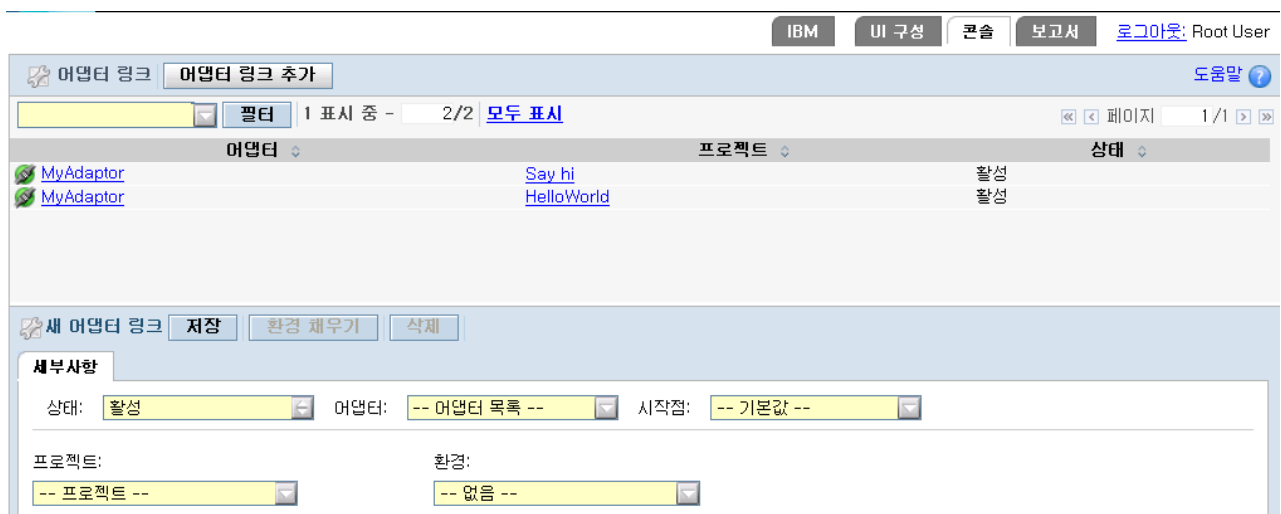 IBM UI 구성 콘솔 보고서 로그아웃: Root User
어댑터 링크 어댑터 링크 추가 도움말
필터 1 표시 중 - 2/2 모두 표시 페이지 1/1
어댑터 프로젝트 상태
MyAdaptor Say hi 활성
MyAdaptor HelloWorld 활성
새 어댑터 링크 저장 환경 채우기 삭제
세부사항
상태: 활성 어댑터: -- 어댑터 목록 -- 시작점: -- 기본값 --
프로젝트: 환경:
-- 프로젝트 -- -- 없음 --